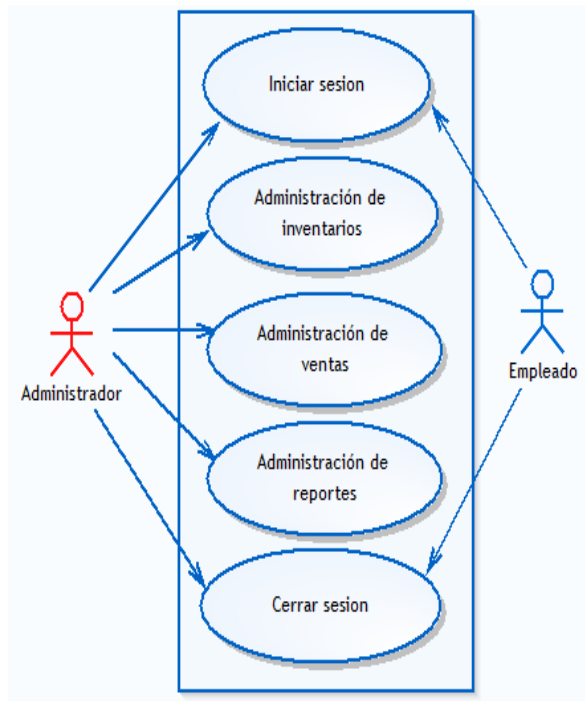 Iniciar sesion
Administración de
inventarios
Administración de
ventas
Administrador
Empleado
Administración de
reportes
Cerrar sesion